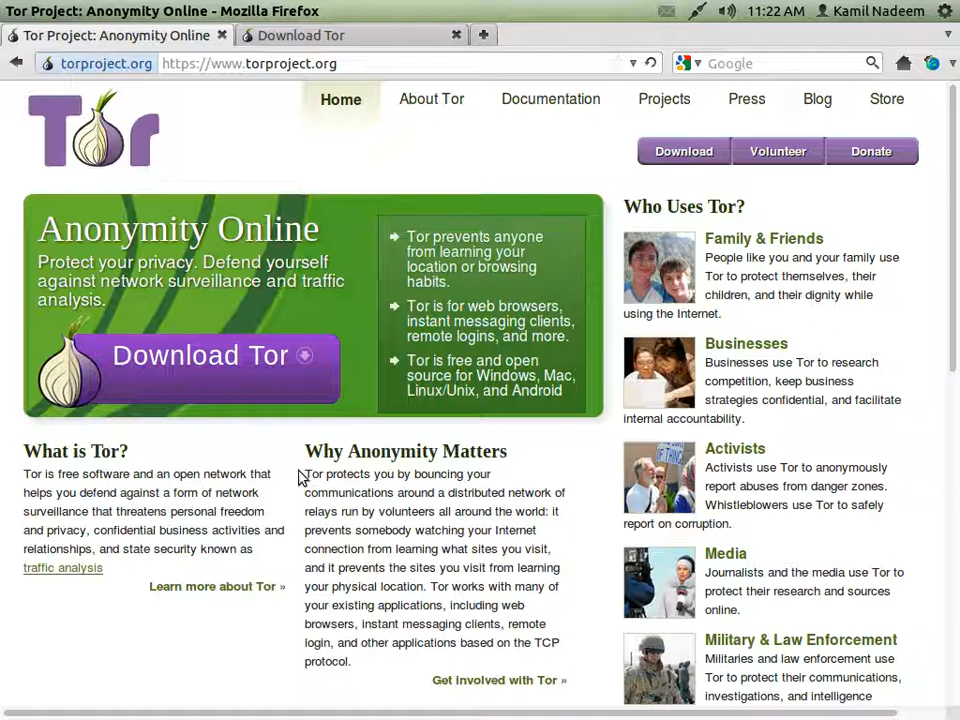 Tor Project: Anonymity Online - Mozilla Firefox
11:22 AM
Kamil Nadeem
Tor Project: Anonymity Online
Download Tor
torproject.org
https://www.torproject.org
Google
Tor
Home
About Tor
Documentation
Projects
Press
Blog
Store
Download
Volunteer
Donate
Anonymity Online
Protect your privacy. Defend yourself
against network surveillance and traffic
analysis.
Download Tor
Tor prevents anyone
from learning your
location or browsing
habits.
Tor is for web browsers,
instant messaging clients,
remote logins, and more.
Tor is free and open
source for Windows, Mac,
Linux/Unix, and Android
What is Tor?
Tor is free software and an open network that
helps you defend against a form of network
surveillance that threatens personal freedom
and privacy, confidential business activities and
relationships, and state security known as
traffic analysis
Learn more about Tor »
Why Anonymity Matters
Tor protects you by bouncing your
communications around a distributed network of
relays run by volunteers all around the world: it
prevents somebody watching your Internet
connection from learning what sites you visit,
and it prevents the sites you visit from learning
your physical location. Tor works with many of
your existing applications, including web
browsers, instant messaging clients, remote
login, and other applications based on the TCP
protocol.
Get involved with Tor »
Who Uses Tor?
Family & Friends
People like you and your family use
Tor to protect themselves, their
children, and their dignity while
using the Internet.
Businesses
Businesses use Tor to research
competition, keep business
strategies confidential, and facilitate
internal accountability.
OF THING
Activists
Activists use Tor to anonymously
report abuses from danger zones.
Whistleblowers use Tor to safely
report on corruption.
Media
Journalists and the media use Tor to
protect their research and sources
online.
Military & Law Enforcement
Militaries and law enforcement use
Tor to protect their communications,
investigations, and intelligence